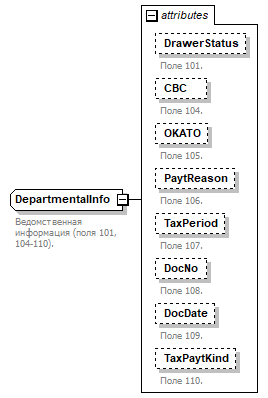 attributes
DrawerStatus
Поле 101.
CBC
Поле 104.
OKATO
Поле 105.
PaytReason
Поле 106.
DepartmentalInfo
Ведомственная
информация (поля 101,
104-110).
TaxPeriod
Поле 107.
DocNo
Поле 108.
DocDate
Поле 109.
TaxPaytKind
Поле 110.